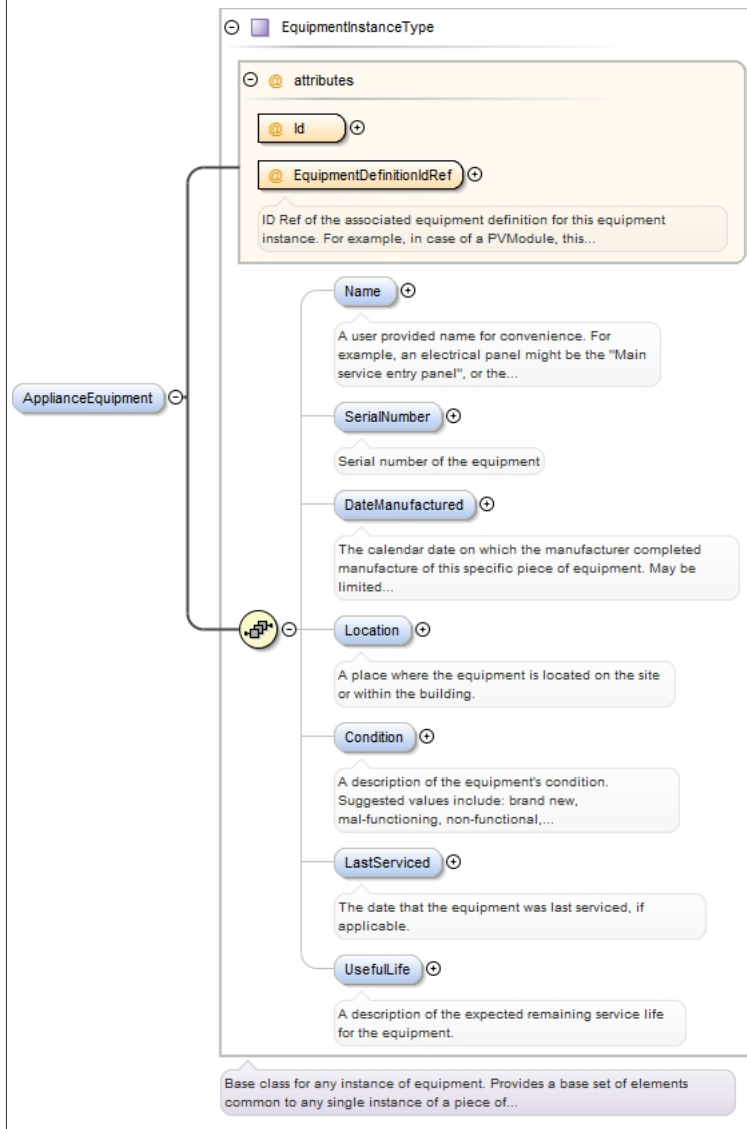 EquipmentInstanceType
@ attributes
@ Id
@ EquipmentDefinitionIdRef
ID Ref of the associated equipment definition for this equipment
instance. For example, in case of a PVModule, this...
Name
A user provided name for convenience. For
example, an electrical panel might be the "Main
service entry panel", or the...
ApplianceEquipment
SerialNumber
Serial number of the equipment
DateManufactured
The calendar date on which the manufacturer completed
manufacture of this specific piece of equipment. May be
limited...
Location
A place where the equipment is located on the site
or within the building.
Condition
A description of the equipment's condition.
Suggested values include: brand new,
mal-functioning, non-functional,...
LastServiced
The date that the equipment was last serviced, if
applicable.
UsefulLife
A description of the expected remaining service life
for the equipment.
Base class for any instance of equipment. Provides a base set of elements
common to any single instance of a piece of...